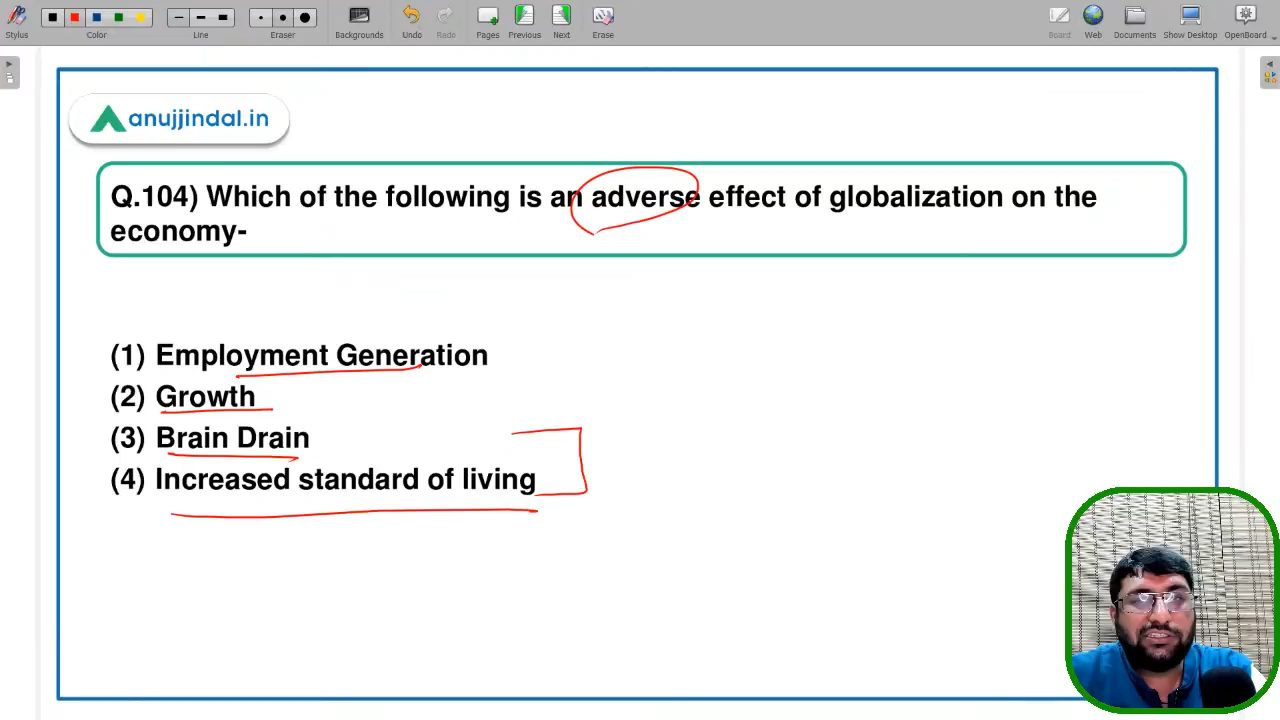 Stylus
Color
Line
Eraser
Backgrounds
Undo
Redo
Pages
Previous
Next
Erase
Board
Web
Documents
Show Desktop
OpenBoard
anujjindal.in
Q.104) Which of the following is an adverse effect of globalization on the
economy-
(1) Employment Generation
(2) Growth
(3) Brain Drain
(4) Increased standard of living